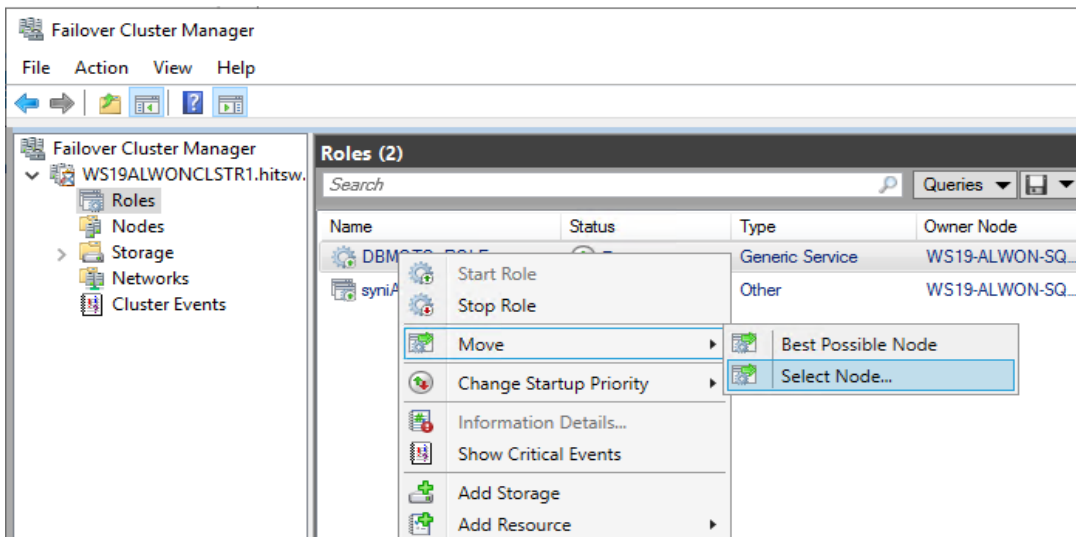 Failover Cluster Manager
File Action View Help
Failover Cluster Manager
WS19ALWONCLSTR1.hitsw.
Roles
Nodes
Storage
Networks
Cluster Events
Roles (2)
Search Queries
Name Status Type Owner Node
Generic Service WS19-ALWON-SQ...
Other WS19-ALWON-SQ...
Start Role
Stop Role
Move
Best Possible Node
Select Node...
Change Startup Priority
Information Details...
Show Critical Events
Add Storage
Add Resource